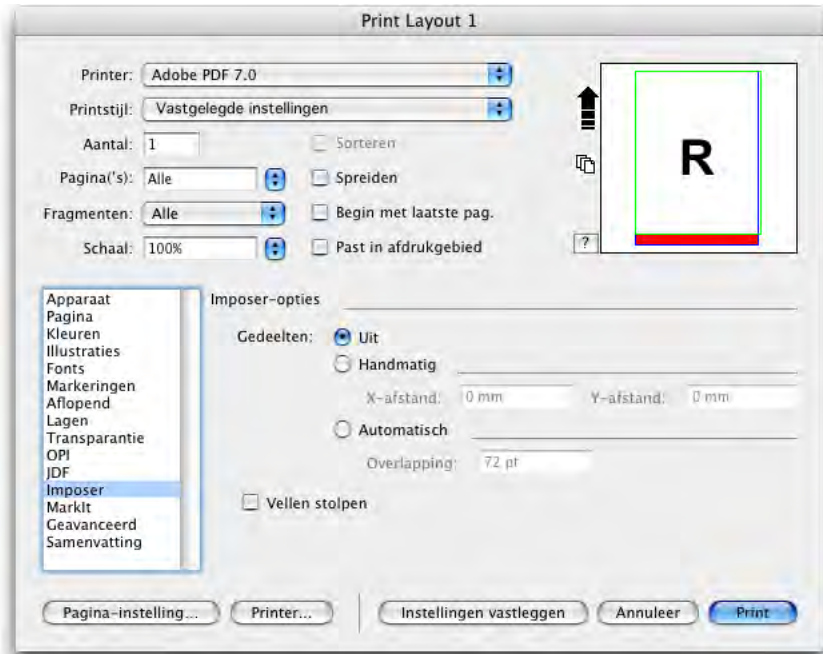 Print Layout 1
Printer: Adobe PDF 7.0
Printstijl: Vastgelegde instellingen
Aantal: 1 Sorteren
Pagina('s): Alle Spreiden
Fragmenten: Alle Begin met laatste pag.
Schaal: 100% Past in afdrukgebied
R
?
Apparaat
Pagina
Kleuren
Illustraties
Fonts
Markeringen
Aflopend
Lagen
Transparantie
OPI
JDF
Imposer
MarkIt
Geavanceerd
Samenvatting
Imposer-opties
Gedeelten: Uit
Handmatig
X-afstand: 0 mm Y-afstand: 0 mm
Automatisch
Overlapping: 72 pt
Vellen stolpen
Pagina-instelling... Printer... Instellingen vastleggen Annuleer Print